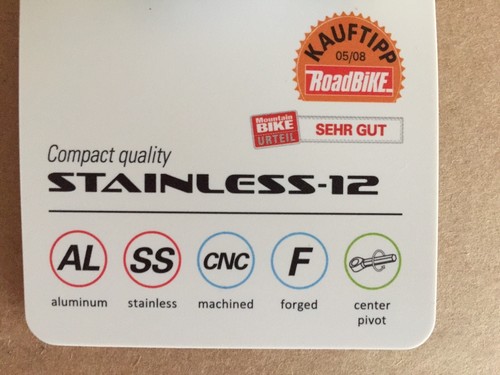 KAUFTIPP
05/08
RoadBIKE
Mountain
BIKE
URTEIL
SEHR GUT
Compact quality
STAINLESS-12
AL SS CNC F
aluminum stainless machined forged center
pivot